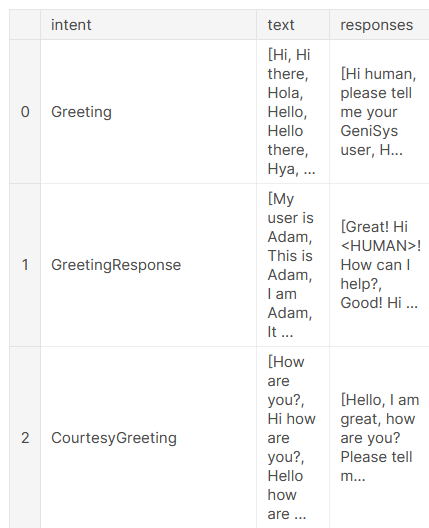 intent text responses
[Hi, Hi
there,
Hola,
Hello,
Hello
there,
Hya, ...
[Hi human,
please tell
me your
GeniSys
user, H...
0 Greeting
[My
user is
Adam,
This is
Adam,
I am
Adam,
It ...
[Great! Hi
<HUMAN>!
How can I
help?,
Good! Hi ...
1 GreetingResponse
[How
are
you?,
Hi how
are
you?,
Hello
how
are ...
[Hello, I am
great, how
are you?
Please tell
m...
2 CourtesyGreeting